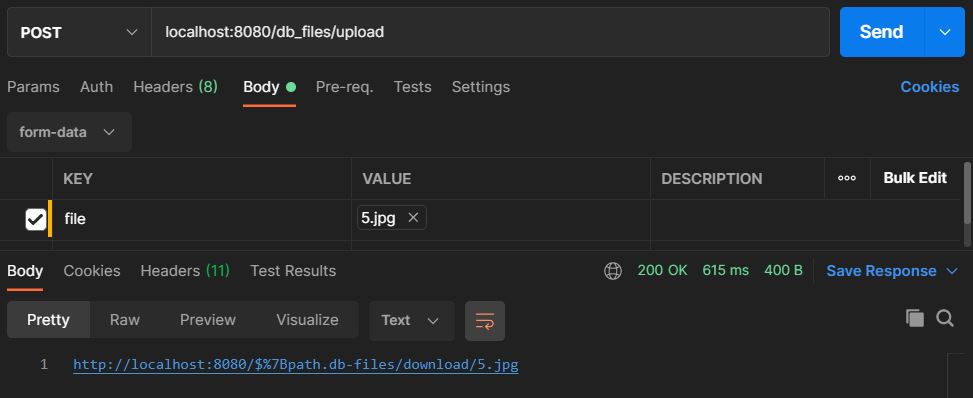 POST localhost:8080/db_files/upload Send
Params Auth Headers (8) Body Pre-req. Tests Settings Cookies
form-data
KEY VALUE DESCRIPTION ooo Bulk Edit
file 5.jpg ×
Body Cookies Headers (11) Test Results 200 OK 615 ms 400 B Save Response
Pretty Raw Preview Visualize Text
1 http://localhost:8080/$%7Bpath.db-files/download/5.jpg